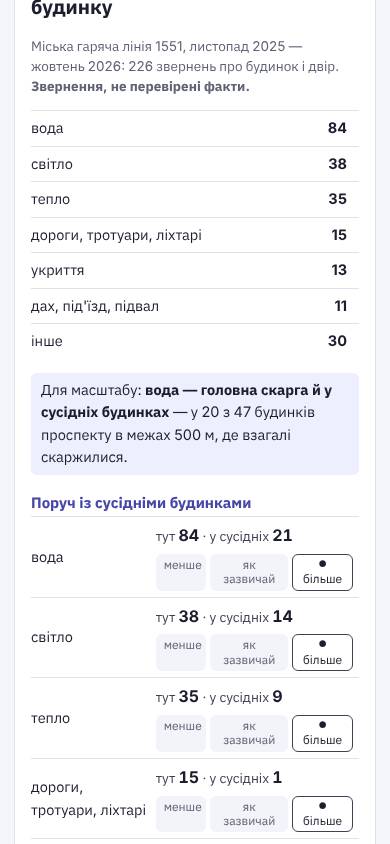 будинку
Міська гаряча лінія 1551, листопад 2025 —
жовтень 2026: 226 звернень про будинок і двір.
Звернення, не перевірені факти.
вода 84
світло 38
тепло 35
дороги, тротуари, ліхтарі 15
укриття 13
дах, під'їзд, підвал 11
інше 30
Для масштабу: вода — головна скарга й у
сусідніх будинках — у 20 з 47 будинків
проспекту в межах 500 м, де взагалі
скаржилися.
Поруч із сусідніми будинками
вода
тут 84 · у сусідніх 21
менше
як
зазвичай
більше
світло
тут 38 · у сусідніх 14
менше
як
зазвичай
більше
тепло
тут 35 · у сусідніх 9
менше
як
зазвичай
більше
дороги,
тротуари, ліхтарі
тут 15 · у сусідніх 1
менше
як
зазвичай
більше